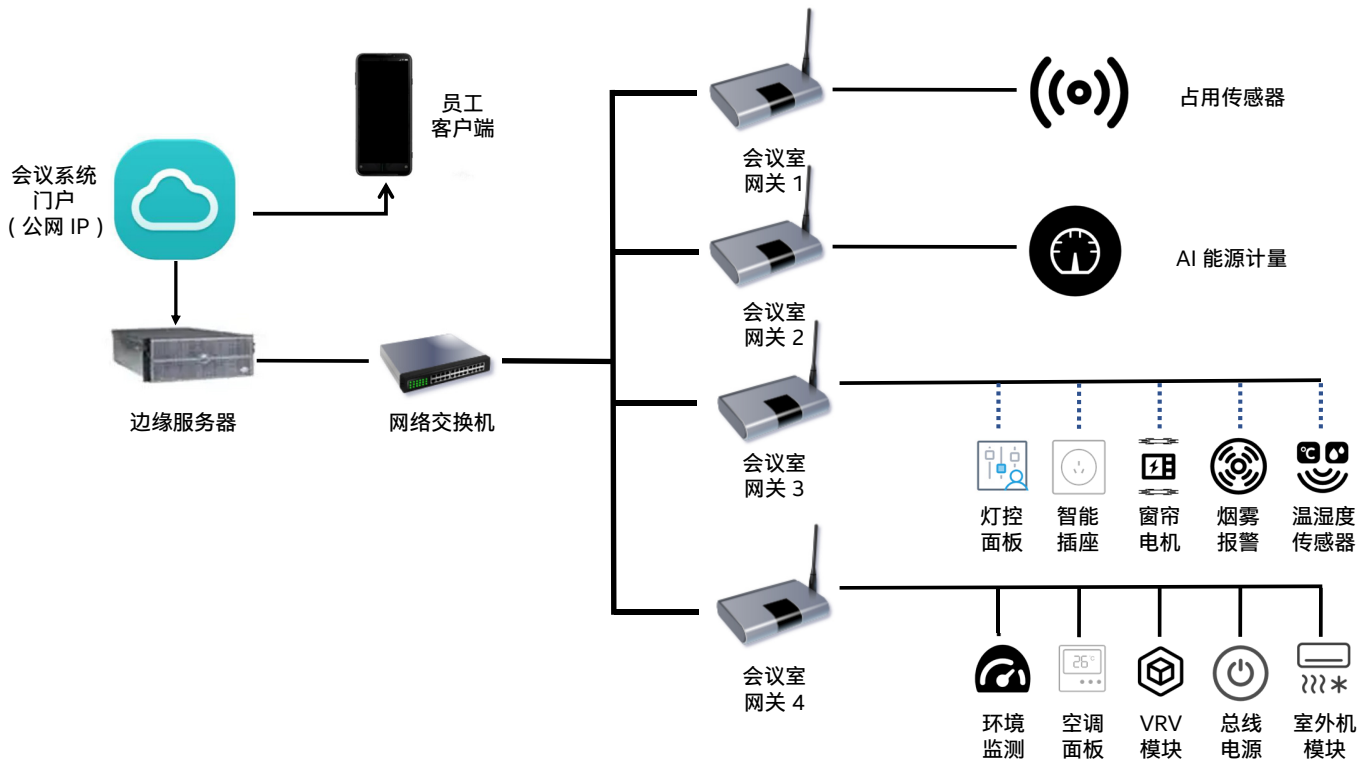 员工
客户端
会议系统
门户
( 公网 IP )
边缘服务器
网络交换机
会议室
网关 1
占用传感器
会议室
网关 2
AI 能源计量
会议室
网关 3
灯控
面板
智能
插座
窗帘
电机
烟雾
报警
℃
温湿度
传感器
会议室
网关 4
环境
监测
26℃
空调
面板
VRV
模块
总线
电源
室外机
模块